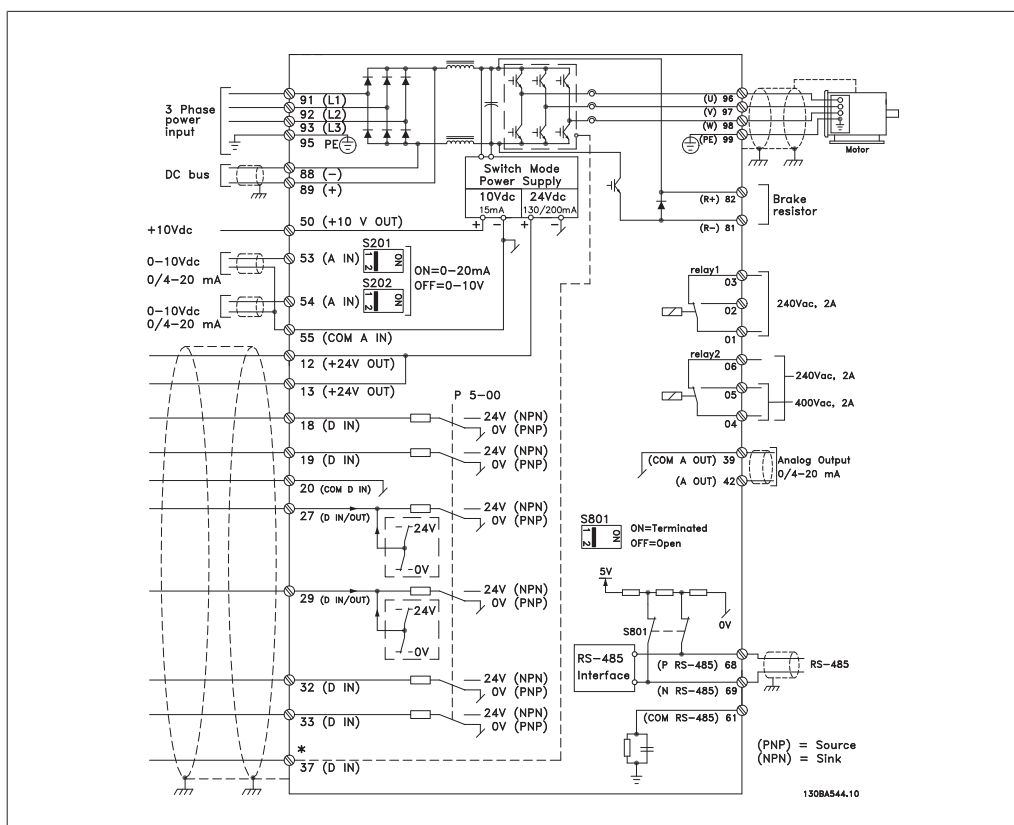 3 Phase
power
input
91 (L1)
92 (L2)
93 (L3)
95 PE
DC bus
88 (-)
89 (+)
+10Vdc
50 (+10 V OUT)
0-10Vdc
0/4-20 mA
53 (A IN)
S201
1 2
ON
ON=0-20mA
OFF=0-10V
0-10Vdc
0/4-20 mA
54 (A IN)
S202
1 2
ON
55 (COM A IN)
12 (+24V OUT)
13 (+24V OUT)
Switch Mode
Power Supply
10Vdc
15mA
24Vdc
130/200mA
+ - + -
P 5-00
18 (D IN)
24V (NPN)
0V (PNP)
19 (D IN)
24V (NPN)
0V (PNP)
20 (COM D IN)
27 (D IN/OUT)
24V (NPN)
0V (PNP)
24V
0V
29 (D IN/OUT)
24V (NPN)
0V (PNP)
24V
0V
32 (D IN)
24V (NPN)
0V (PNP)
33 (D IN)
24V (NPN)
0V (PNP)
*
37 (D IN)
(U) 96
(V) 97
(W) 98
(PE) 99
Motor
(R+) 82
(R-) 81
Brake
resistor
relay1
03
02
01
240Vac, 2A
relay2
06
05
04
240Vac, 2A
400Vac, 2A
(COM A OUT) 39
(A OUT) 42
Analog Output
0/4-20 mA
S801
1 2
ON
ON=Terminated
OFF=Open
5V
0V
S801
RS-485
Interface
(P RS-485) 68
(N RS-485) 69
RS-485
(COM RS-485) 61
(PNP) = Source
(NPN) = Sink
130BA544.10